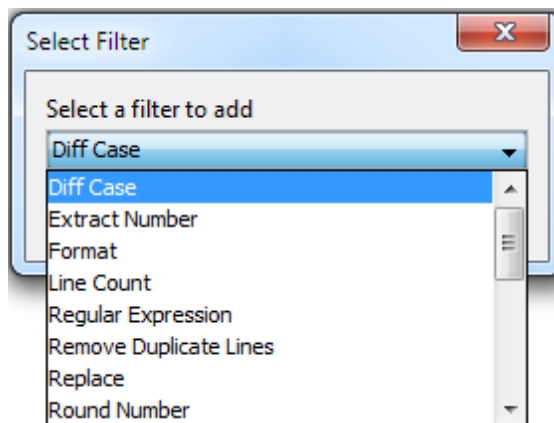 Select Filter
Select a filter to add
Diff Case
Diff Case
Extract Number
Format
Line Count
Regular Expression
Remove Duplicate Lines
Replace
Round Number